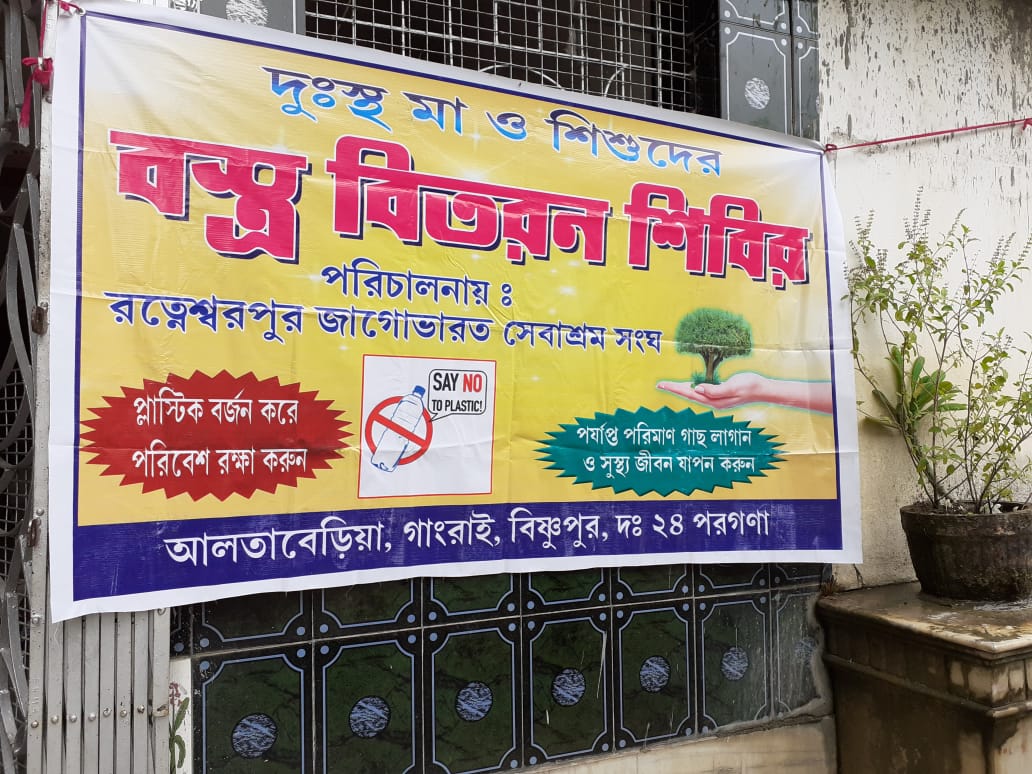 দুঃস্থ মা ও শিশুদের
বস্ত্র বিতরন শিবির
পরিচালনায় ঃ
রত্নেশ্বরপুর জাগোভারত সেবাশ্রম সংঘ
প্লাস্টিক বর্জন করে
পরিবেশ রক্ষা করুন
SAY NO
TO PLASTIC!
পর্যাপ্ত পরিমাণ গাছ লাগান
ও সুস্থ্য জীবন যাপন করুন
আলতাবেড়িয়া, গাংরাই, বিষ্ণুপুর, দঃ ২৪ পরগণা